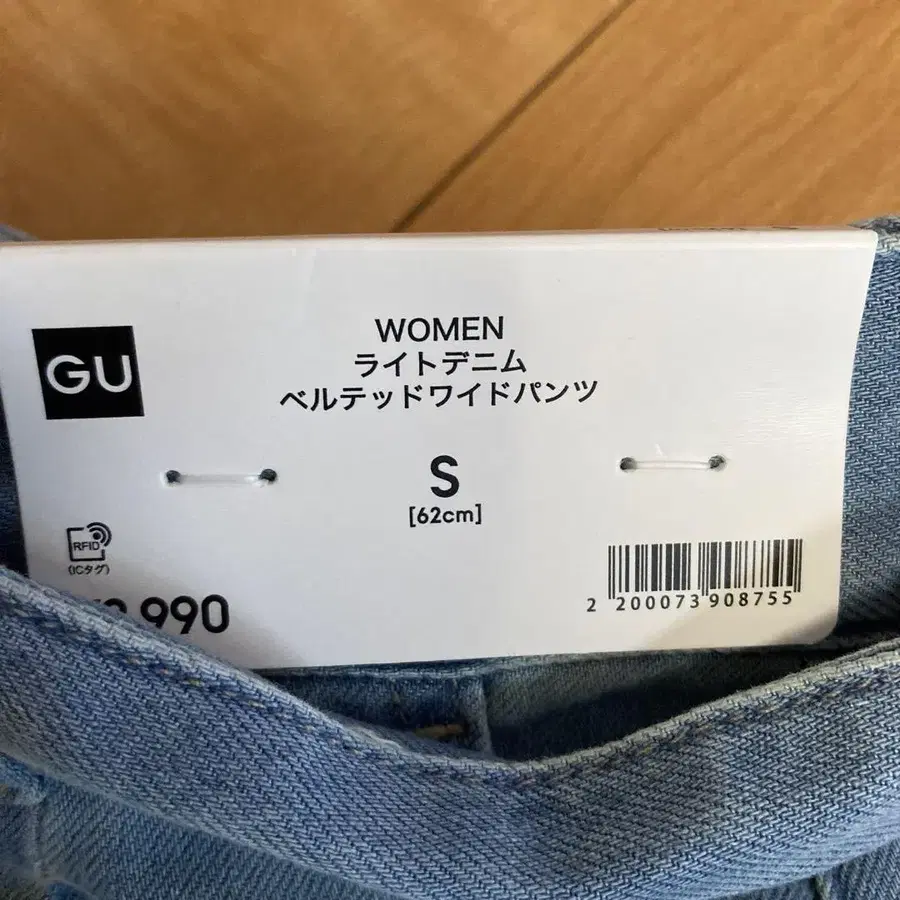 GU
WOMEN
ライトデニム
ベルテッドワイドパンツ
S
[62cm]
RFID
(ICタグ)
,990
2 200073 908755